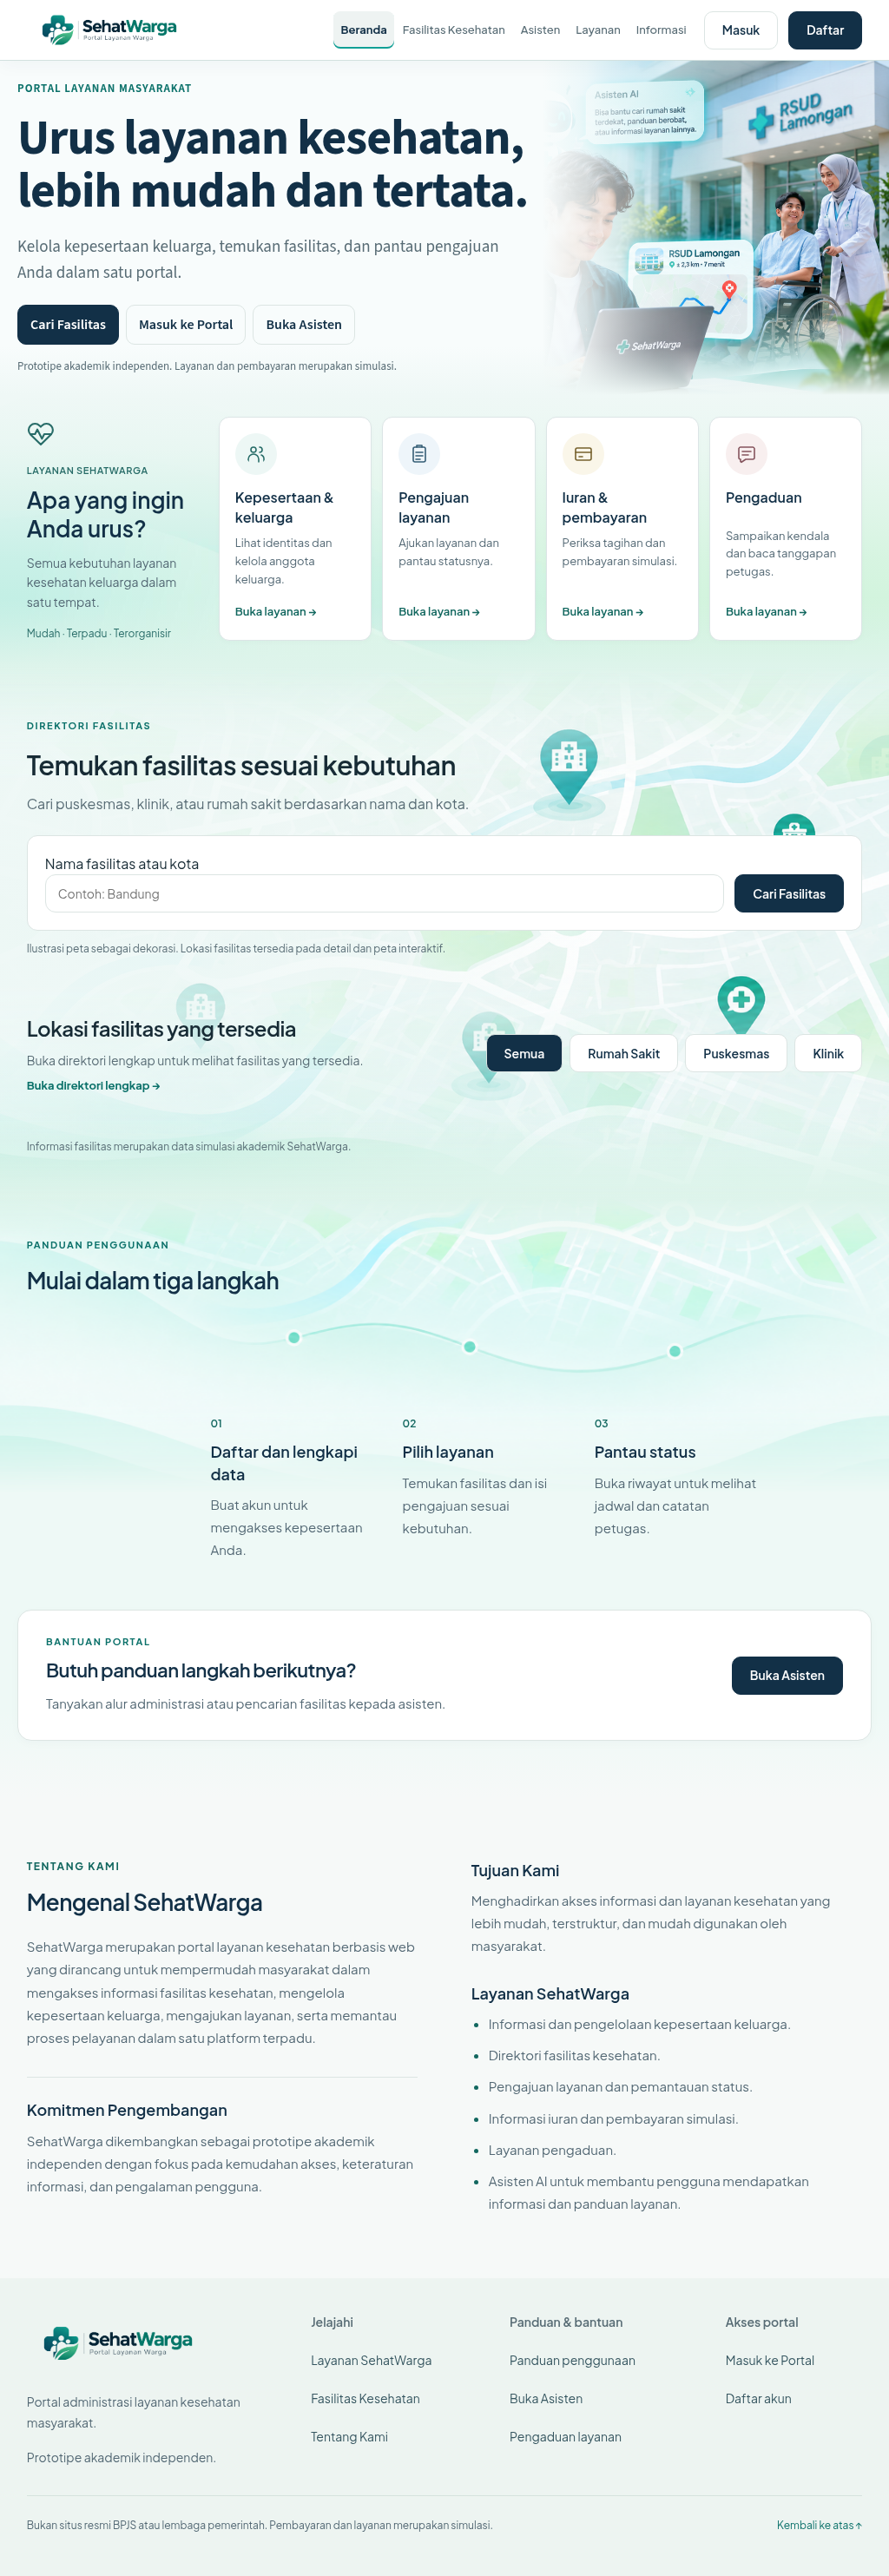 SehatWarga
Portal Layanan Warga
Beranda
Fasilitas Kesehatan
Asisten
Layanan
Informasi
Masuk
Daftar
PORTAL LAYANAN MASYARAKAT
Urus layanan kesehatan,
lebih mudah dan tertata.
Kelola kepesertaan keluarga, temukan fasilitas, dan pantau pengajuan
Anda dalam satu portal.
Cari Fasilitas
Masuk ke Portal
Buka Asisten
Prototipe akademik independen. Layanan dan pembayaran merupakan simulasi.
Asisten AI
Bisa bantu cari rumah sakit
terdekat, panduan berobat,
atau informasi layanan lainnya.
RSUD
Lamongan
RSUD Lamongan
± 2,3 km - 7 menit
SehatWarga
LAYANAN SEHATWARGA
Apa yang ingin
Anda urus?
Semua kebutuhan layanan
kesehatan keluarga dalam
satu tempat.
Mudah · Terpadu · Terorganisir
Kepesertaan &
keluarga
Lihat identitas dan
kelola anggota
keluarga.
Buka layanan →
Pengajuan
layanan
Ajukan layanan dan
pantau statusnya.
Buka layanan →
Iuran &
pembayaran
Periksa tagihan dan
pembayaran simulasi.
Buka layanan →
Pengaduan
Sampaikan kendala
dan baca tanggapan
petugas.
Buka layanan →
DIREKTORI FASILITAS
Temukan fasilitas sesuai kebutuhan
Cari puskesmas, klinik, atau rumah sakit berdasarkan nama dan kota.
Nama fasilitas atau kota
Contoh: Bandung
Cari Fasilitas
Ilustrasi peta sebagai dekorasi. Lokasi fasilitas tersedia pada detail dan peta interaktif.
Lokasi fasilitas yang tersedia
Buka direktori lengkap untuk melihat fasilitas yang tersedia.
Buka direktori lengkap →
Semua
Rumah Sakit
Puskesmas
Klinik
Informasi fasilitas merupakan data simulasi akademik SehatWarga.
PANDUAN PENGGUNAAN
Mulai dalam tiga langkah
01
Daftar dan lengkapi
data
Buat akun untuk
mengakses kepesertaan
Anda.
02
Pilih layanan
Temukan fasilitas dan isi
pengajuan sesuai
kebutuhan.
03
Pantau status
Buka riwayat untuk melihat
jadwal dan catatan
petugas.
BANTUAN PORTAL
Butuh panduan langkah berikutnya?
Tanyakan alur administrasi atau pencarian fasilitas kepada asisten.
Buka Asisten
TENTANG KAMI
Mengenal SehatWarga
SehatWarga merupakan portal layanan kesehatan berbasis web
yang dirancang untuk mempermudah masyarakat dalam
mengakses informasi fasilitas kesehatan, mengelola
kepesertaan keluarga, mengajukan layanan, serta memantau
proses pelayanan dalam satu platform terpadu.
Komitmen Pengembangan
SehatWarga dikembangkan sebagai prototipe akademik
independen dengan fokus pada kemudahan akses, keteraturan
informasi, dan pengalaman pengguna.
Tujuan Kami
Menghadirkan akses informasi dan layanan kesehatan yang
lebih mudah, terstruktur, dan mudah digunakan oleh
masyarakat.
Layanan SehatWarga
• Informasi dan pengelolaan kepesertaan keluarga.
• Direktori fasilitas kesehatan.
• Pengajuan layanan dan pemantauan status.
• Informasi iuran dan pembayaran simulasi.
• Layanan pengaduan.
• Asisten AI untuk membantu pengguna mendapatkan
informasi dan panduan layanan.
SehatWarga
Portal Layanan Warga
Portal administrasi layanan kesehatan
masyarakat.
Prototipe akademik independen.
Jelajahi
Layanan SehatWarga
Fasilitas Kesehatan
Tentang Kami
Panduan & bantuan
Panduan penggunaan
Buka Asisten
Pengaduan layanan
Akses portal
Masuk ke Portal
Daftar akun
Bukan situs resmi BPJS atau lembaga pemerintah. Pembayaran dan layanan merupakan simulasi.
Kembali ke atas ↑